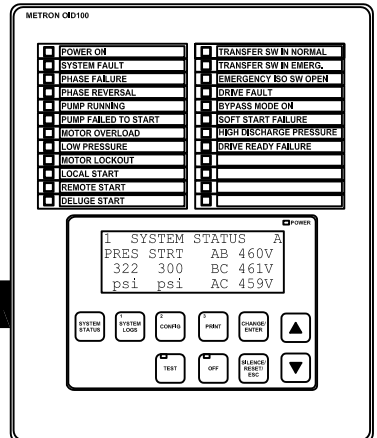 METRON OID100
POWER ON
SYSTEM FAULT
PHASE FAILURE
PHASE REVERSAL
PUMP RUNNING
PUMP FAILED TO START
MOTOR OVERLOAD
LOW PRESSURE
MOTOR LOCKOUT
LOCAL START
REMOTE START
DELUGE START
TRANSFER SW IN NORMAL
TRANSFER SW IN EMERG.
EMERGENCY ISO SW OPEN
DRIVE FAULT
BYPASS MODE ON
SOFT START FAILURE
HIGH DISCHARGE PRESSURE
DRIVE READY FAILURE
POWER
1 SYSTEM STATUS A
PRES STRT AB 460V
322 300 BC 461V
psi psi AC 459V
SYSTEM
STATUS
1
SYSTEM
LOGS
2
CONFIG
3
PRINT
CHANGE/
ENTER
TEST
OFF
SILENCE/
RESET/
ESC